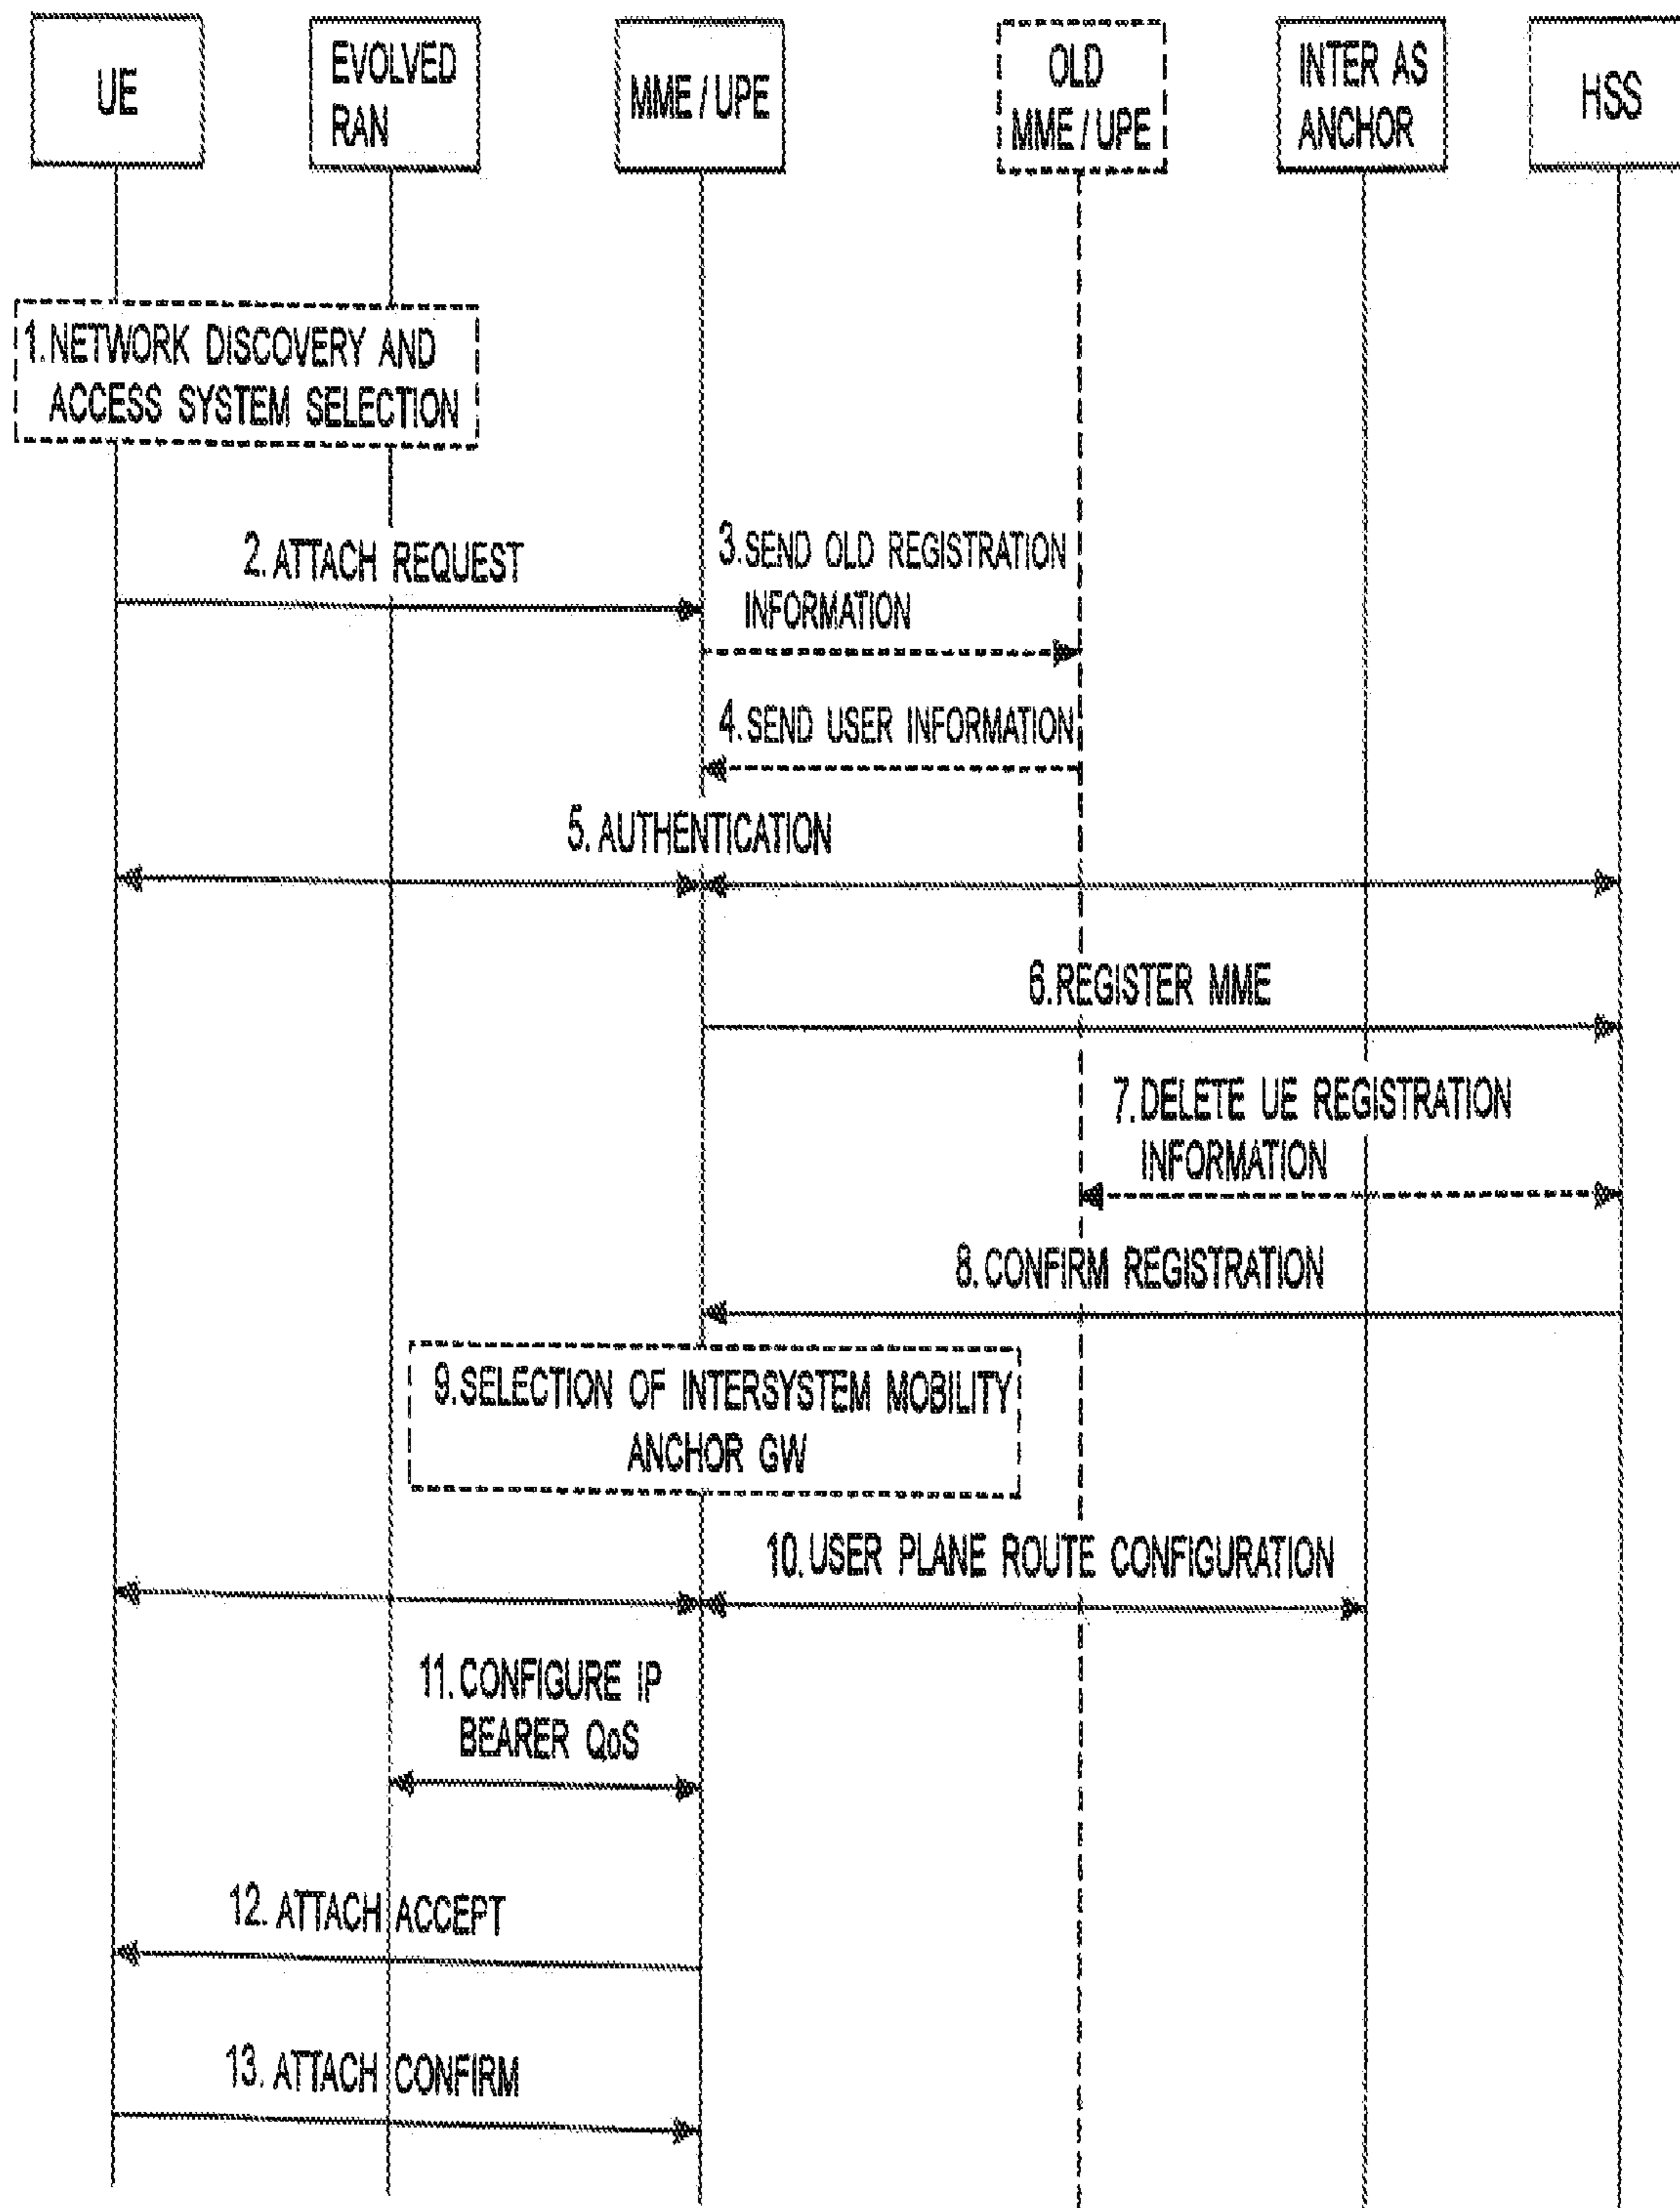 UE
EVOLVED
RAN
MME / UPE
OLD
MME / UPE
INTER AS
ANCHOR
HSS
1. NETWORK DISCOVERY AND
ACCESS SYSTEM SELECTION
2. ATTACH REQUEST
3. SEND OLD REGISTRATION
INFORMATION
4. SEND USER INFORMATION
5. AUTHENTICATION
6. REGISTER MME
7. DELETE UE REGISTRATION
INFORMATION
8. CONFIRM REGISTRATION
9. SELECTION OF INTERSYSTEM MOBILITY
ANCHOR GW
10. USER PLANE ROUTE CONFIGURATION
11. CONFIGURE IP
BEARER QoS
12. ATTACH ACCEPT
13. ATTACH CONFIRM